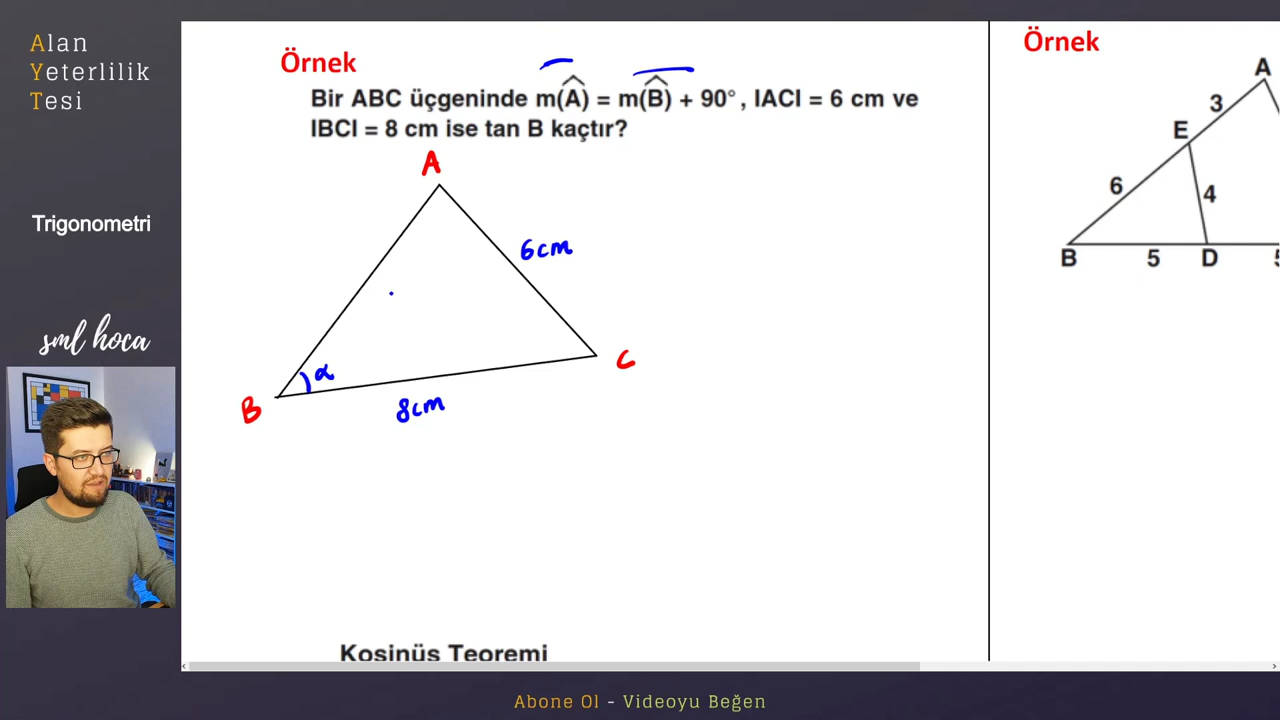 Alan
Yeterlilik
Tesi
Trigonometri
sml hoca
Örnek
Bir ABC üçgeninde m(A) = m(B) + 90°, IACI = 6 cm ve
IBCI = 8 cm ise tan B kaçtır?
A
6cm
α
B
8cm
C
Kosinüs Teoremi
Örnek
A
3
E
6
4
B
5
D
5
Abone Ol - Videoyu Beğen